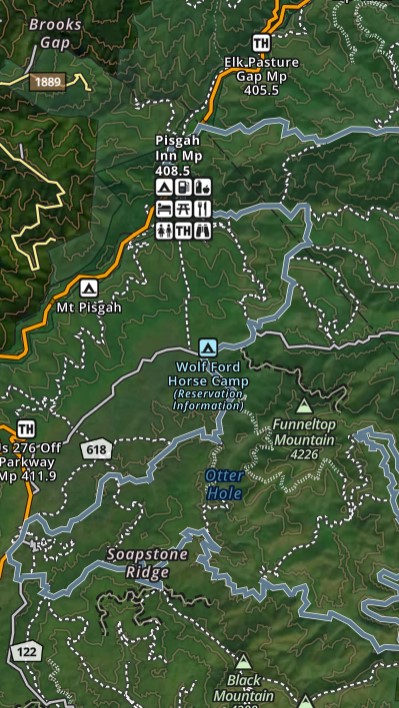 Brooks
Gap
TH
Elk Pasture
Gap Mp
405.5
1889
Pisgah
Inn Mp
408.5
TH
Mt Pisgah
Wolf Ford
Horse Camp
(Reservation
Information)
TH
Us 276 Off
Parkway
Mp 411.9
618
Funneltop
Mountain
4226
Otter
Hole
Soapstone
Ridge
122
Black
Mountain